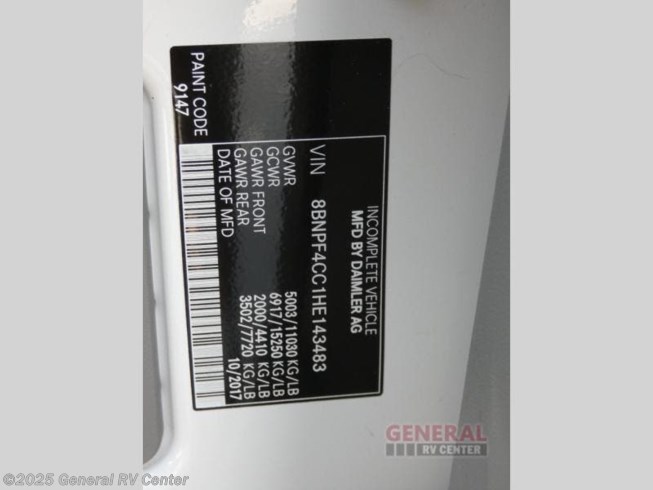 INCOMPLETE VEHICLE
MFD BY DAIMLER AG
VIN 8BNPF4CC1HE143483
GVWR 5003/11030 KG/LB
GCWR 6917/15250 KG/LB
GAWR FRONT 2000/4410 KG/LB
GAWR REAR 3502/7720 KG/LB
DATE OF MFD 10/2017
PAINT CODE
9147
GENERAL
RV CENTER
©2025 General RV Center